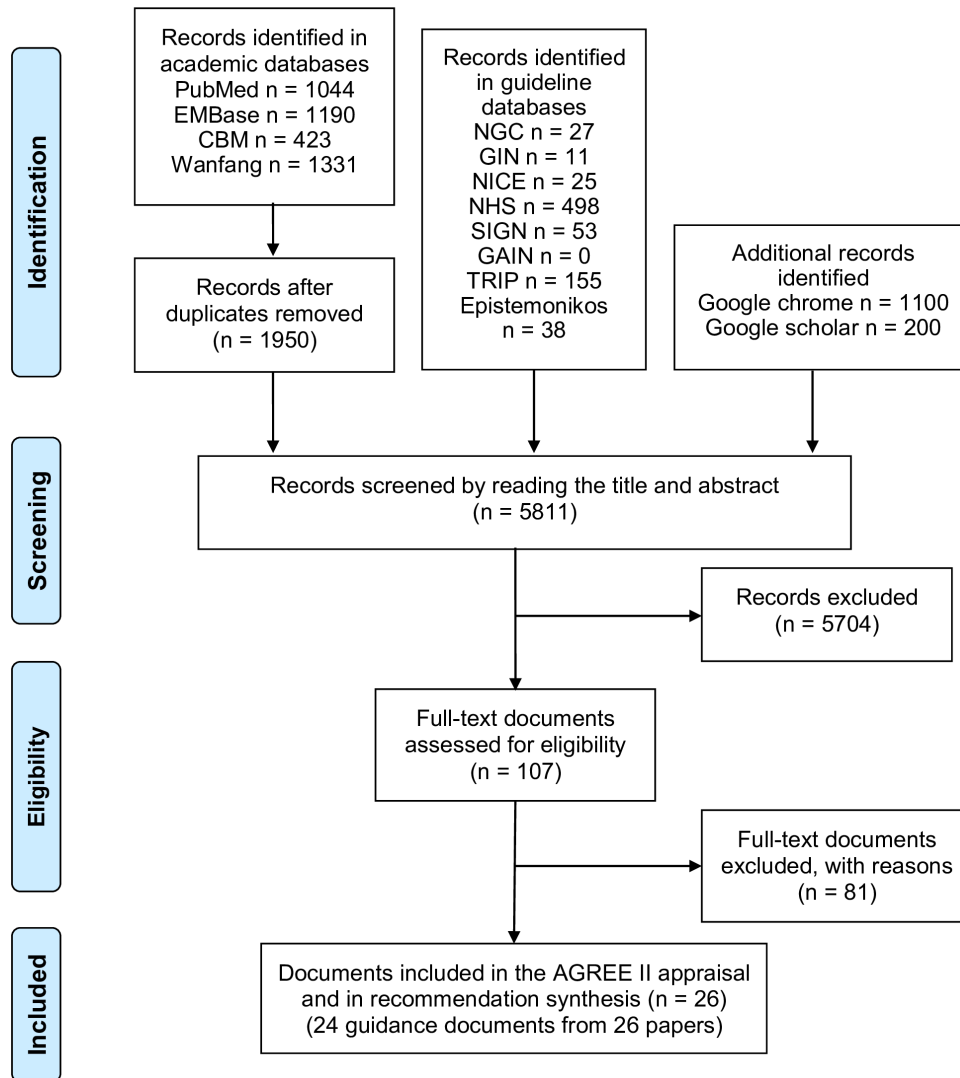 Identification
Records identified in
academic databases
PubMed n = 1044
EMBase n = 1190
CBM n = 423
Wanfang n = 1331
Records after
duplicates removed
(n = 1950)
Records identified
in guideline
databases
NGC n = 27
GIN n = 11
NICE n = 25
NHS n = 498
SIGN n = 53
GAIN n = 0
TRIP n = 155
Epistemonikos
n = 38
Additional records
identified
Google chrome n = 1100
Google scholar n = 200
Screening
Records screened by reading the title and abstract
(n = 5811)
Records excluded
(n = 5704)
Eligibility
Full-text documents
assessed for eligibility
(n = 107)
Full-text documents
excluded, with reasons
(n = 81)
Included
Documents included in the AGREE II appraisal
and in recommendation synthesis (n = 26)
(24 guidance documents from 26 papers)